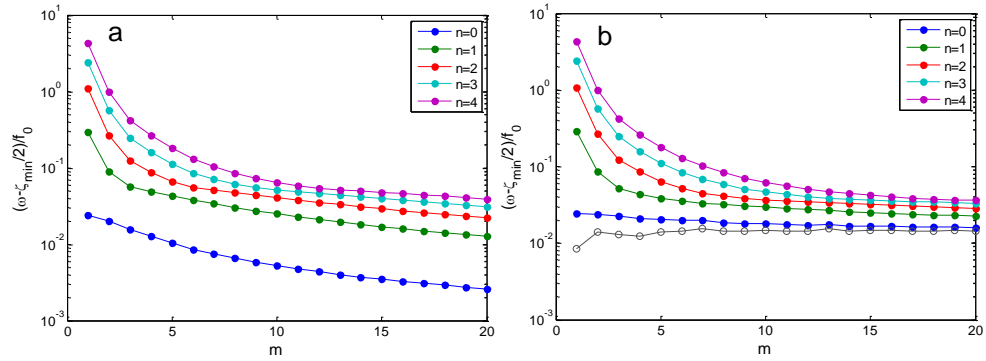 a
10^1
10^0
10^-1
10^-2
10^-3
(ω-ζ_min/2)/f_0
0 5 10 15 20
m
n=0
n=1
n=2
n=3
n=4
b
10^1
10^0
10^-1
10^-2
10^-3
(ω-ζ_min/2)/f_0
0 5 10 15 20
m
n=0
n=1
n=2
n=3
n=4